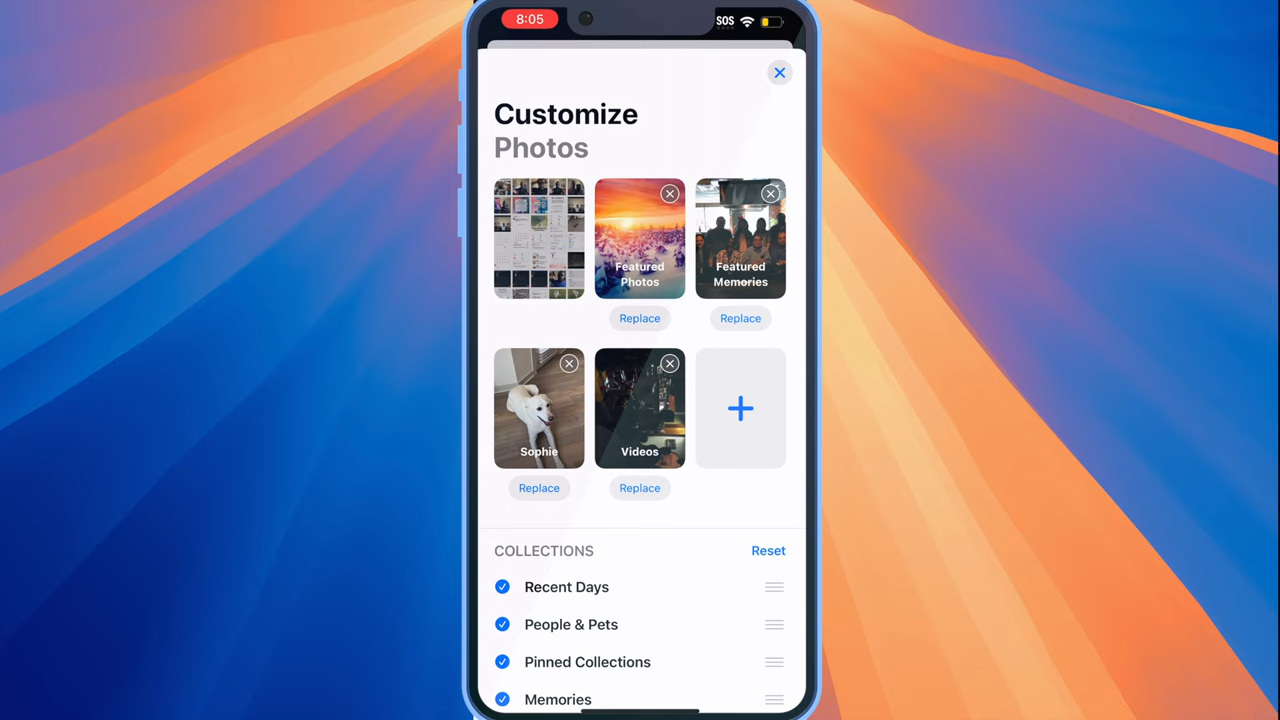 8:05
SOS
Customize
Photos
Featured
Photos
Featured
Memories
Replace
Replace
Sophie
Videos
Replace
Replace
COLLECTIONS
Reset
Recent Days
People & Pets
Pinned Collections
Memories